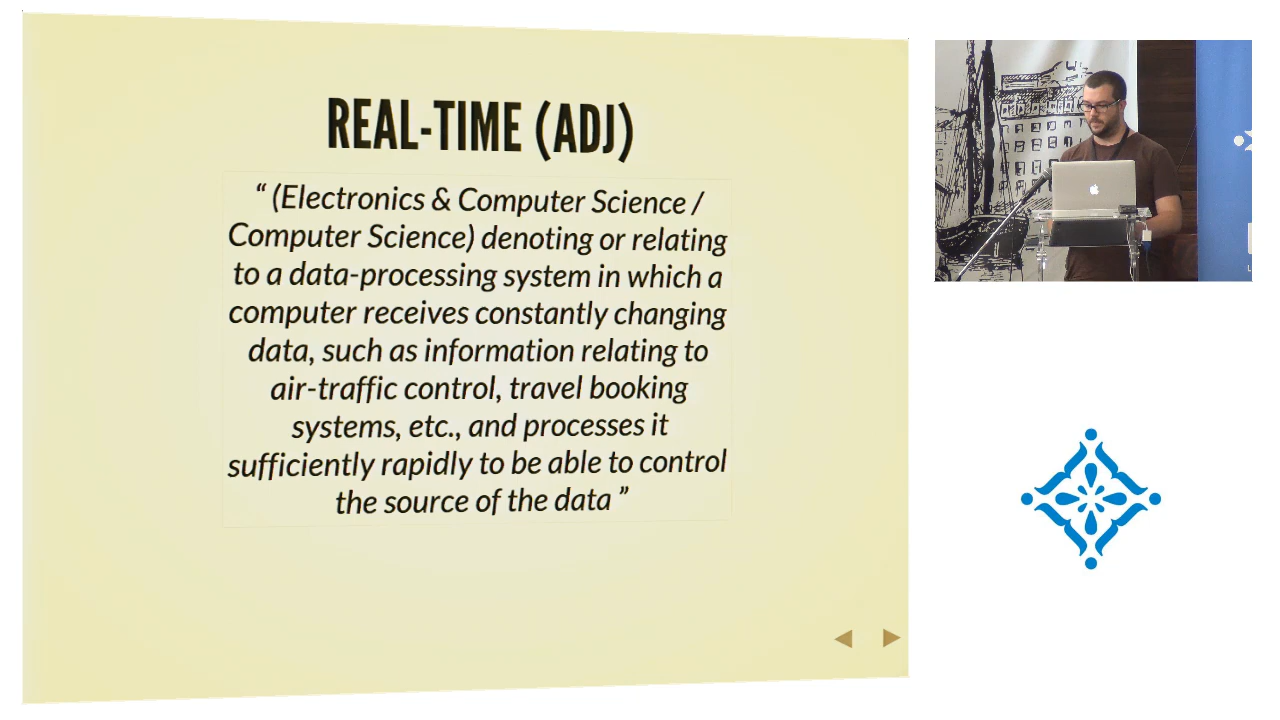 REAL-TIME (ADJ)
“ (Electronics & Computer Science /
Computer Science) denoting or relating
to a data-processing system in which a
computer receives constantly changing
data, such as information relating to
air-traffic control, travel booking
systems, etc., and processes it
sufficiently rapidly to be able to control
the source of the data ”